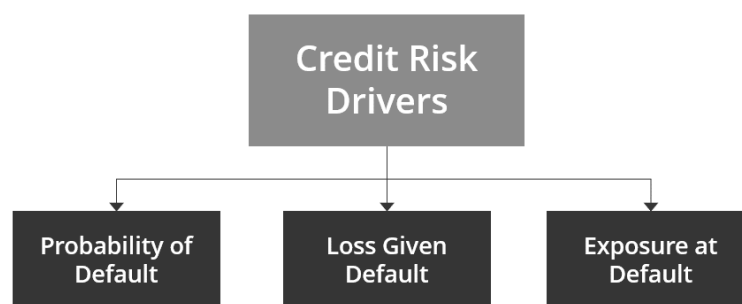 Credit Risk
Drivers
Probability of
Default
Loss Given
Default
Exposure at
Default